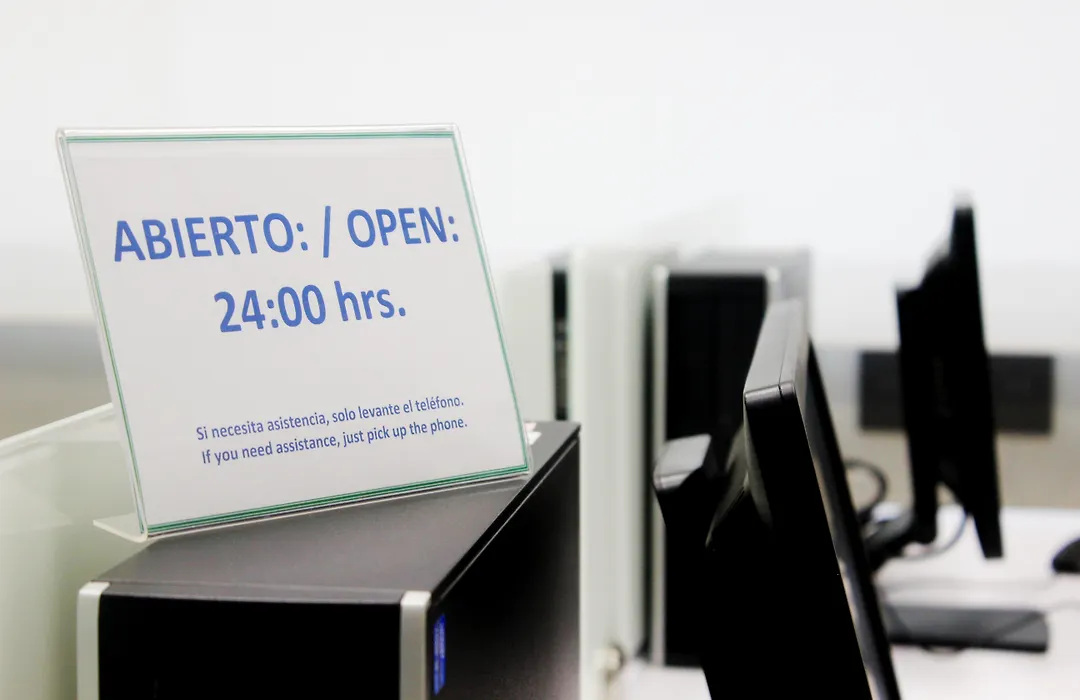 ABIERTO: / OPEN:
24:00 hrs.
Si necesita asistencia, solo levante el teléfono.
If you need assistance, just pick up the phone.